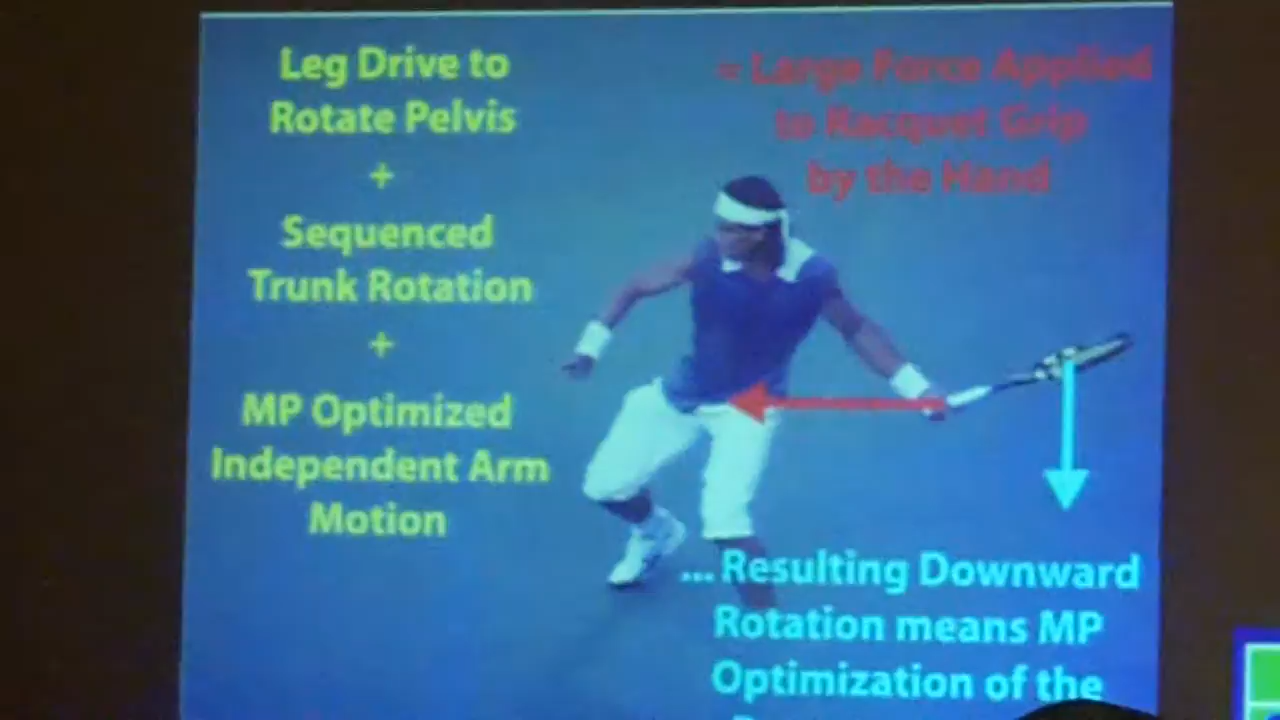 Leg Drive to
Rotate Pelvis
+
Sequenced
Trunk Rotation
+
MP Optimized
Independent Arm
Motion
= Large Force Applied
to Racquet Grip
by the Hand
... Resulting Downward
Rotation means MP
Optimization of the